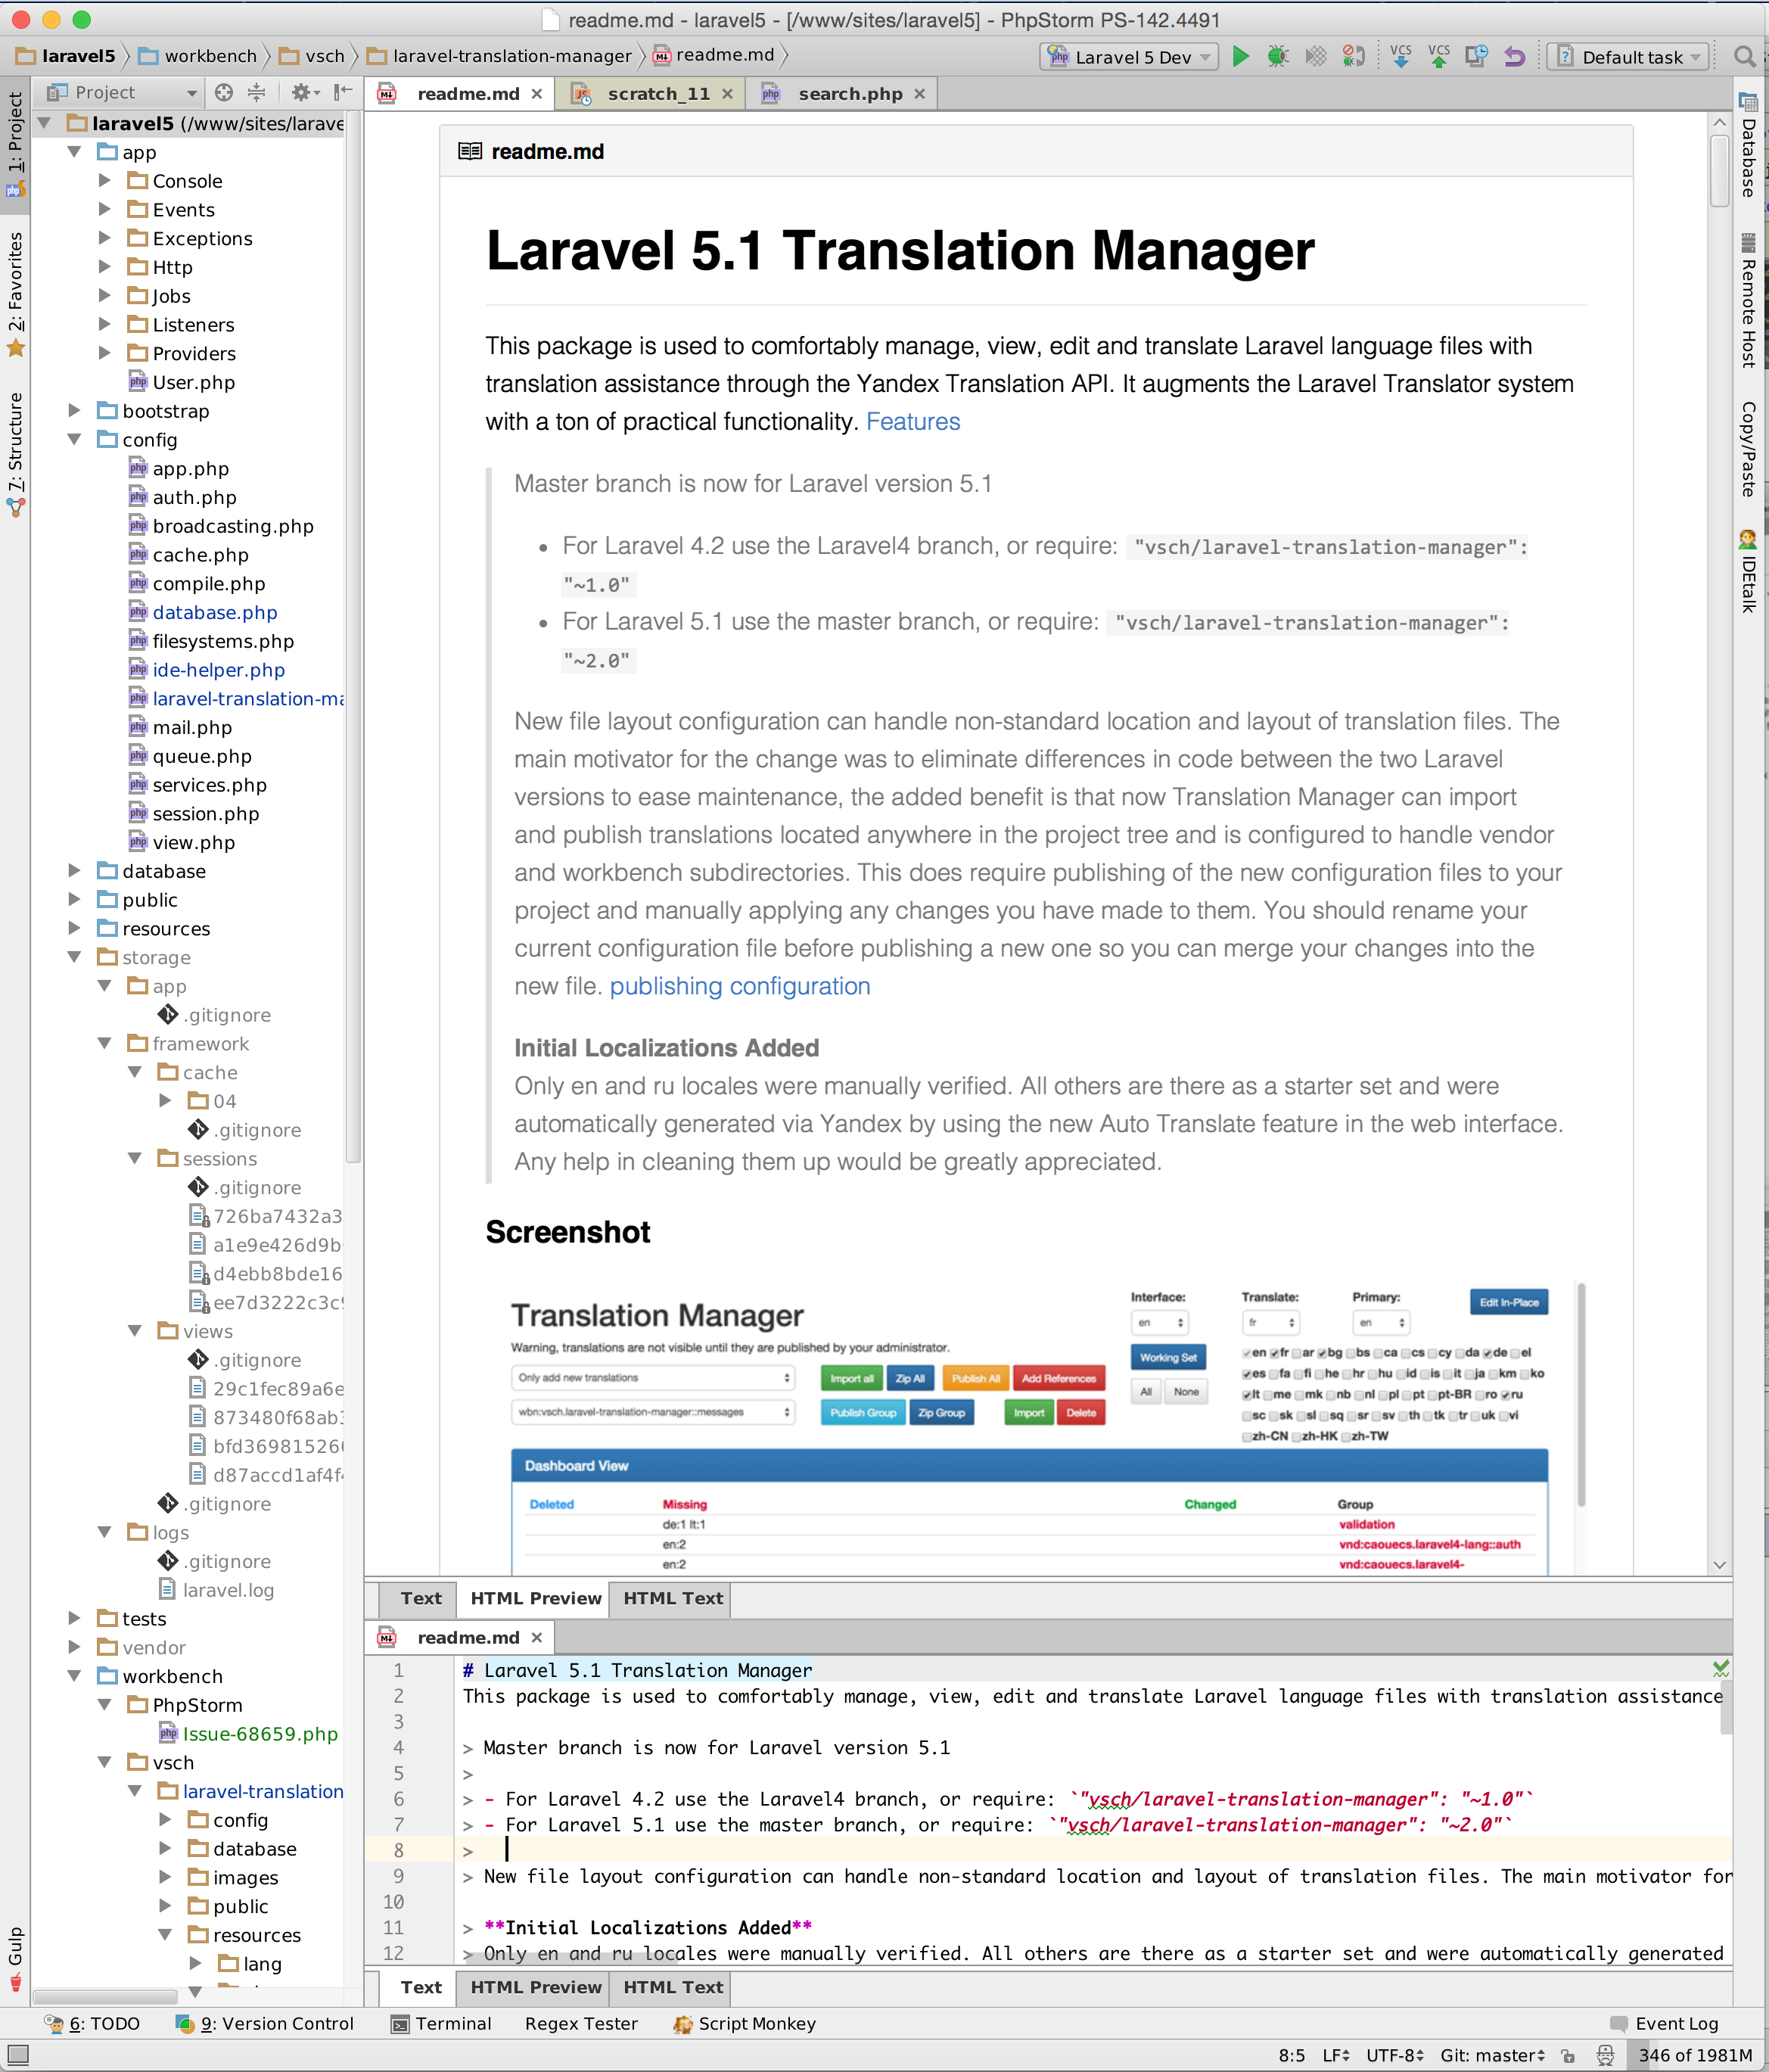 readme.md - laravel5 - [/www/sites/laravel5] - PhpStorm PS-142.4491
laravel5 workbench vsch laravel-translation-manager readme.md Laravel 5 Dev VCS VCS Default task
Project
readme.md
scratch_11
search.php
1: Project
2: Favorites
7: Structure
Gulp
laravel5 (/www/sites/larave
app
Console
Events
Exceptions
Http
Jobs
Listeners
Providers
User.php
bootstrap
config
app.php
auth.php
broadcasting.php
cache.php
compile.php
database.php
filesystems.php
ide-helper.php
laravel-translation-ma
mail.php
queue.php
services.php
session.php
view.php
database
public
resources
storage
app
.gitignore
framework
cache
04
.gitignore
sessions
.gitignore
726ba7432a3
a1e9e426d9b
d4ebb8bde16
ee7d3222c3c9
views
.gitignore
29c1fec89a6e
873480f68ab3
bfd36981526
d87accd1af4f4
.gitignore
logs
.gitignore
laravel.log
tests
vendor
workbench
PhpStorm
Issue-68659.php
vsch
laravel-translation
config
database
images
public
resources
lang
readme.md
Laravel 5.1 Translation Manager
This package is used to comfortably manage, view, edit and translate Laravel language files with
translation assistance through the Yandex Translation API. It augments the Laravel Translator system
with a ton of practical functionality. Features
Master branch is now for Laravel version 5.1
• For Laravel 4.2 use the Laravel4 branch, or require: "vsch/laravel-translation-manager":
"~1.0"
• For Laravel 5.1 use the master branch, or require: "vsch/laravel-translation-manager":
"~2.0"
New file layout configuration can handle non-standard location and layout of translation files. The
main motivator for the change was to eliminate differences in code between the two Laravel
versions to ease maintenance, the added benefit is that now Translation Manager can import
and publish translations located anywhere in the project tree and is configured to handle vendor
and workbench subdirectories. This does require publishing of the new configuration files to your
project and manually applying any changes you have made to them. You should rename your
current configuration file before publishing a new one so you can merge your changes into the
new file. publishing configuration
Initial Localizations Added
Only en and ru locales were manually verified. All others are there as a starter set and were
automatically generated via Yandex by using the new Auto Translate feature in the web interface.
Any help in cleaning them up would be greatly appreciated.
Screenshot
Translation Manager
Warning, translations are not visible until they are published by your administrator.
Only add new translations
Import all Zip All Publish All Add References
wbn:vsch.laravel-translation-manager::messages
Publish Group Zip Group Import Delete
Interface: Translate: Primary: Edit In-Place
en fr en
Working Set
All None
en fr ar bg bs ca cs cy da de el
es fa fi he hr hu id is it ja km ko
lt me mk nb nl pl pt pt-BR ro ru
sc sk sl sq sr sv th tk tr uk vi
zh-CN zh-HK zh-TW
Dashboard View
Deleted Missing Changed Group
de:1 lt:1 validation
en:2 vnd:caouecs.laravel4-lang::auth
en:2 vnd:caouecs.laravel4-
Text HTML Preview HTML Text
readme.md
1 # Laravel 5.1 Translation Manager
2 This package is used to comfortably manage, view, edit and translate Laravel language files with translation assistance
3
4 > Master branch is now for Laravel version 5.1
5 >
6 > - For Laravel 4.2 use the Laravel4 branch, or require: `"vsch/laravel-translation-manager": "~1.0"`
7 > - For Laravel 5.1 use the master branch, or require: `"vsch/laravel-translation-manager": "~2.0"`
8 >
9 > New file layout configuration can handle non-standard location and layout of translation files. The main motivator for
10
11 > **Initial Localizations Added**
12 > Only en and ru locales were manually verified. All others are there as a starter set and were automatically generated
Text HTML Preview HTML Text
Database
Remote Host
Copy/Paste
IDEtalk
6: TODO 9: Version Control Terminal Regex Tester Script Monkey Event Log
8:5 LF UTF-8 Git: master 346 of 1981M